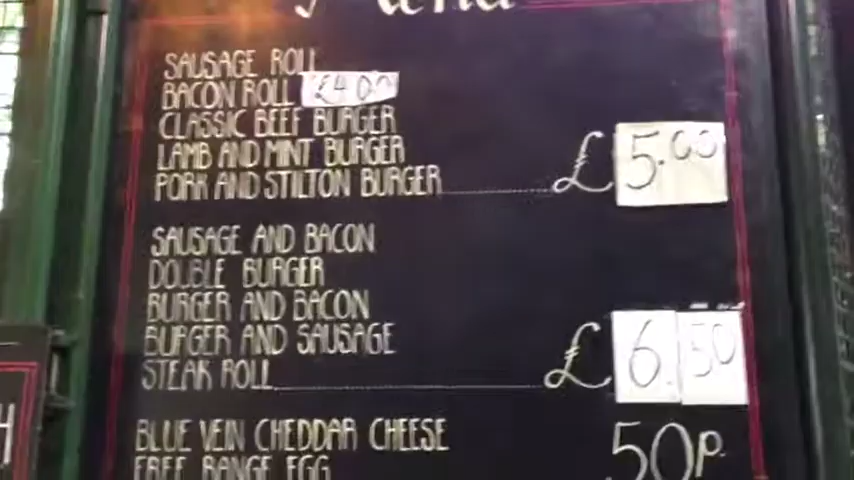 SAUSAGE ROLL
BACON ROLL £4.00
CLASSIC BEEF BURGER
LAMB AND MINT BURGER
PORK AND STILTON BURGER £ 5.00
SAUSAGE AND BACON
DOUBLE BURGER
BURGER AND BACON
BURGER AND SAUSAGE
STEAK ROLL £ 6.50
BLUE VEIN CHEDDAR CHEESE 50p
FREE RANGE EGG